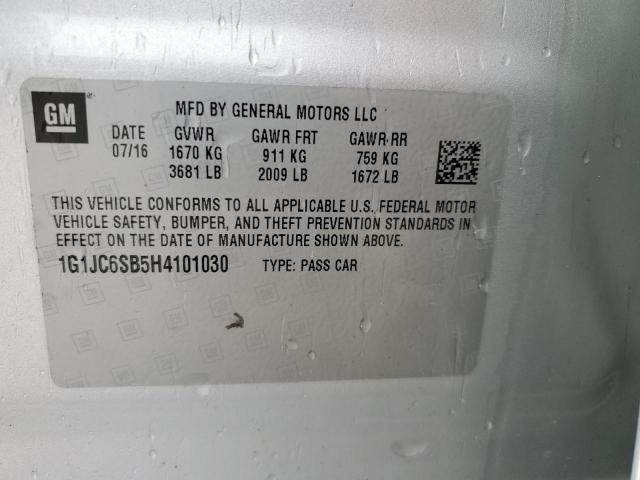 GM
MFD BY GENERAL MOTORS LLC
DATE GVWR GAWR FRT GAWR RR
07/16 1670 KG 911 KG 759 KG
3681 LB 2009 LB 1672 LB
THIS VEHICLE CONFORMS TO ALL APPLICABLE U.S. FEDERAL MOTOR
VEHICLE SAFETY, BUMPER, AND THEFT PREVENTION STANDARDS IN
EFFECT ON THE DATE OF MANUFACTURE SHOWN ABOVE.
1G1JC6SB5H4101030 TYPE: PASS CAR